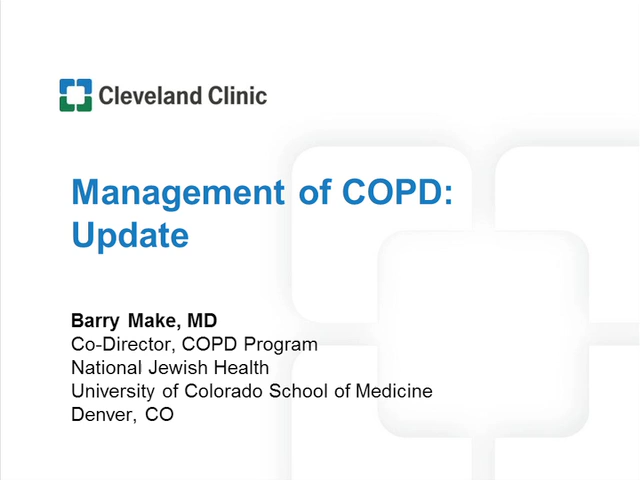 Cleveland Clinic
Management of COPD:
Update
Barry Make, MD
Co-Director, COPD Program
National Jewish Health
University of Colorado School of Medicine
Denver, CO